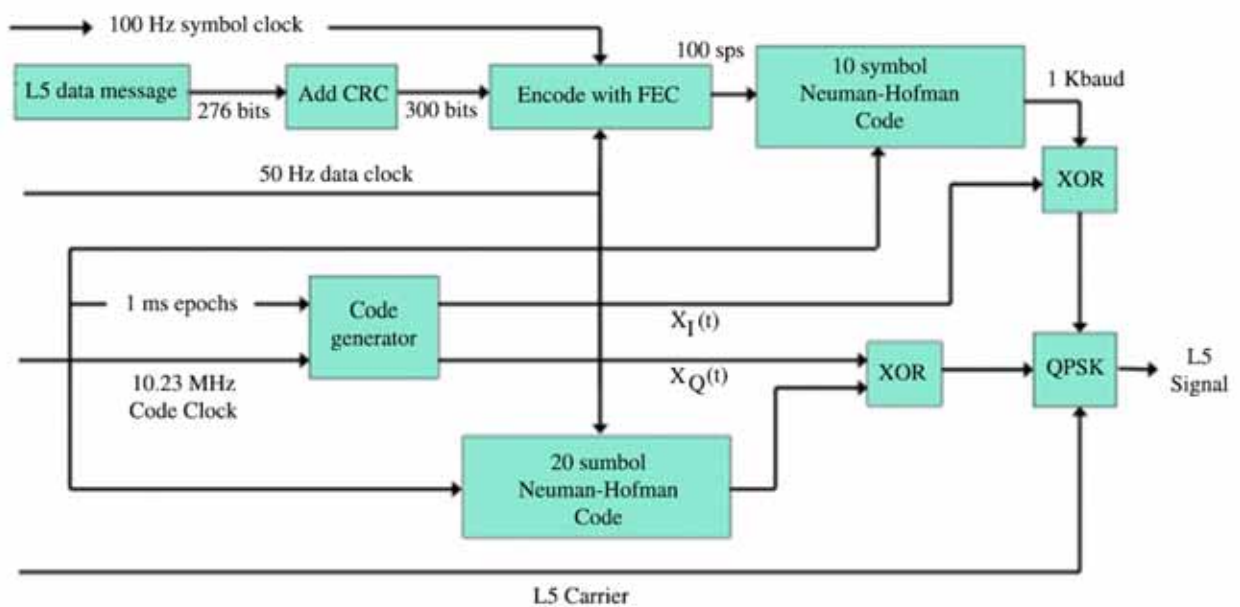 100 Hz symbol clock
100 sps
L5 data message
276 bits
Add CRC
300 bits
Encode with FEC
10 symbol
Neuman-Hofman
Code
1 Kbaud
50 Hz data clock
XOR
1 ms epochs
Code
generator
X_I(t)
X_Q(t)
10.23 MHz
Code Clock
XOR
QPSK
L5
Signal
20 sumbol
Neuman-Hofman
Code
L5 Carrier